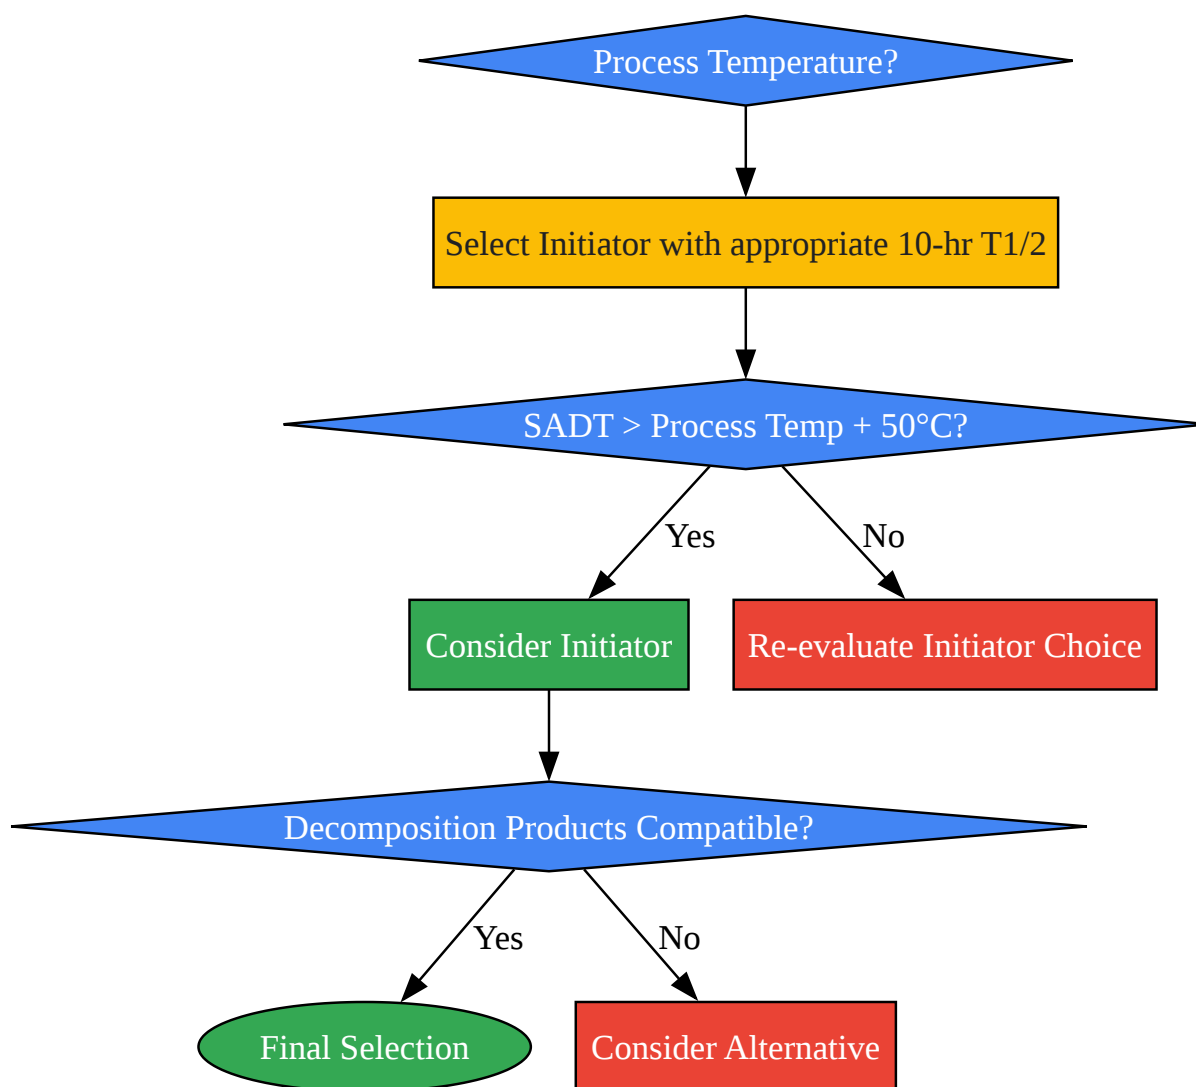 Process Temperature?
Select Initiator with appropriate 10-hr T1/2
SADT > Process Temp + 50°C?
Yes
No
Consider Initiator
Re-evaluate Initiator Choice
Decomposition Products Compatible?
Yes
No
Final Selection
Consider Alternative